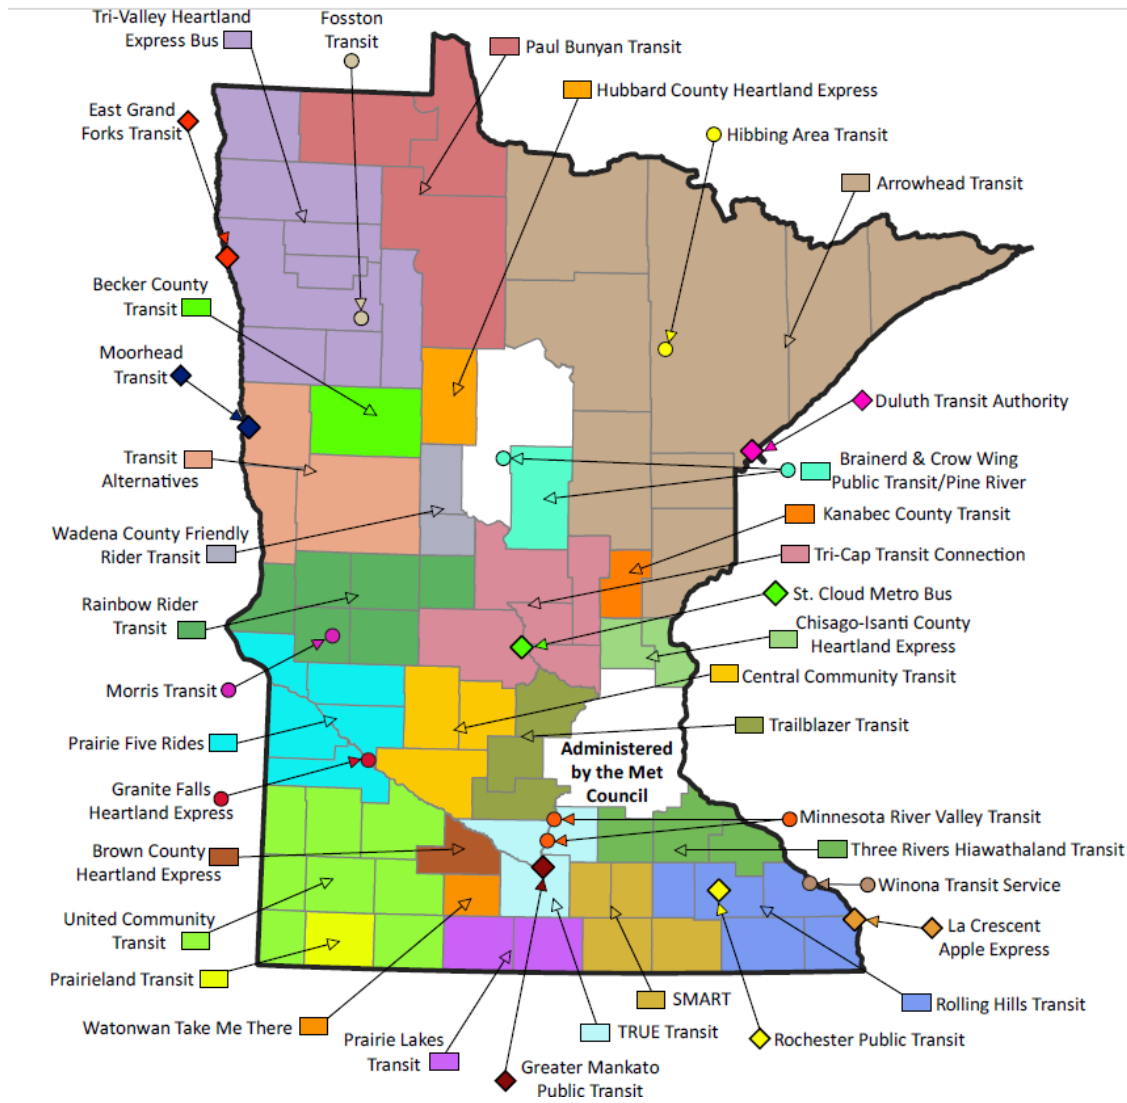 Tri-Valley Heartland
Express Bus
Fosston
Transit
Paul Bunyan Transit
Hubbard County Heartland Express
East Grand
Forks Transit
Hibbing Area Transit
Arrowhead Transit
Becker County
Transit
Moorhead
Transit
Duluth Transit Authority
Transit
Alternatives
Brainerd & Crow Wing
Public Transit/Pine River
Wadena County Friendly
Rider Transit
Kanabec County Transit
Tri-Cap Transit Connection
Rainbow Rider
Transit
St. Cloud Metro Bus
Chisago-Isanti County
Heartland Express
Morris Transit
Central Community Transit
Prairie Five Rides
Trailblazer Transit
Administered
by the Met
Council
Granite Falls
Heartland Express
Minnesota River Valley Transit
Brown County
Heartland Express
Three Rivers Hiawathaland Transit
Winona Transit Service
United Community
Transit
La Crescent
Apple Express
Prairieland Transit
SMART
Rolling Hills Transit
Watonwan Take Me There
TRUE Transit
Prairie Lakes
Transit
Rochester Public Transit
Greater Mankato
Public Transit